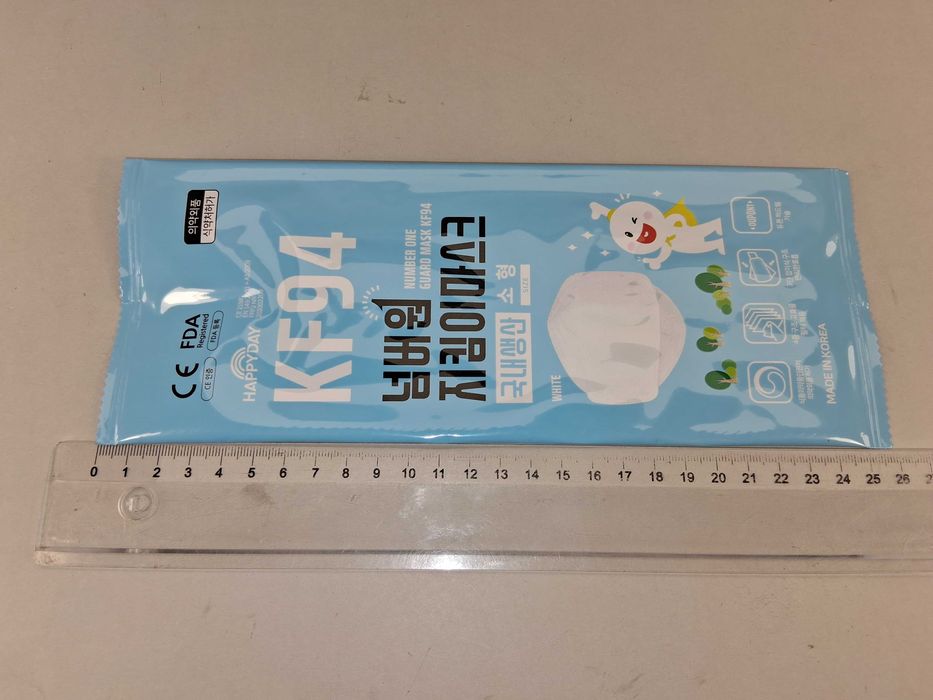 의약외품
식약처허가
CE
FDA
Registered
CE 인증
FDA 등록
HAPPYDAY
KF94
NUMBER ONE
GUARD MASK KF94
넘버원
지킴이마스크
국내생산
소형
SIZE
WHITE
DUPONT
MADE IN KOREA
0 1 2 3 4 5 6 7 8 9 10 11 12 13 14 15 16 17 18 19 20 21 22 23 24 25 26